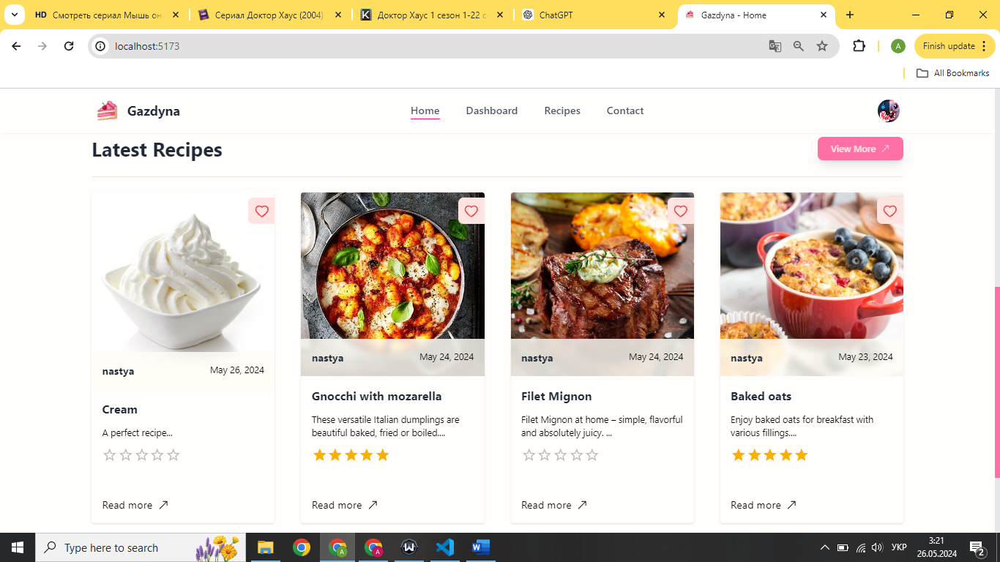 HD Смотреть сериал Мышь он
Сериал Доктор Хаус (2004)
Доктор Хаус 1 сезон 1-22 с
ChatGPT
Gazdyna - Home
localhost:5173
A
Finish update
All Bookmarks
Gazdyna
Home
Dashboard
Recipes
Contact
Latest Recipes
View More
nastya
May 26, 2024
Cream
A perfect recipe...
Read more
nastya
May 24, 2024
Gnocchi with mozarella
These versatile Italian dumplings are
beautiful baked, fried or boiled....
Read more
nastya
May 24, 2024
Filet Mignon
Filet Mignon at home – simple, flavorful
and absolutely juicy. ...
Read more
nastya
May 23, 2024
Baked oats
Enjoy baked oats for breakfast with
various fillings....
Read more
Type here to search
A
A
W
УКР
3:21
26.05.2024
2